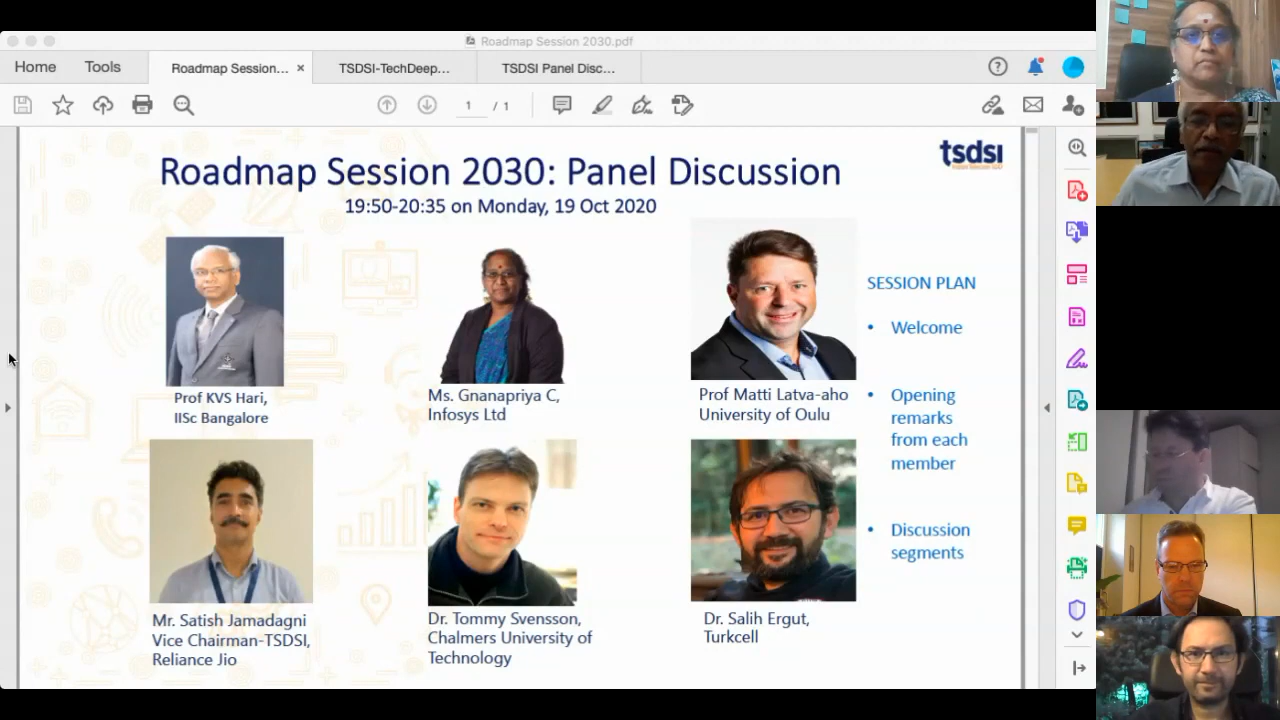 Roadmap Session 2030.pdf
Home
Tools
Roadmap Session...
×
TSDSI-TechDeep...
TSDSI Panel Disc...
1 / 1
tsdsi
Roadmap Session 2030: Panel Discussion
19:50-20:35 on Monday, 19 Oct 2020
Prof KVS Hari,
IISc Bangalore
Ms. Gnanapriya C,
Infosys Ltd
Prof Matti Latva-aho
University of Oulu
Mr. Satish Jamadagni
Vice Chairman-TSDSI,
Reliance Jio
Dr. Tommy Svensson,
Chalmers University of
Technology
Dr. Salih Ergut,
Turkcell
SESSION PLAN
• Welcome
• Opening
remarks
from each
member
• Discussion
segments